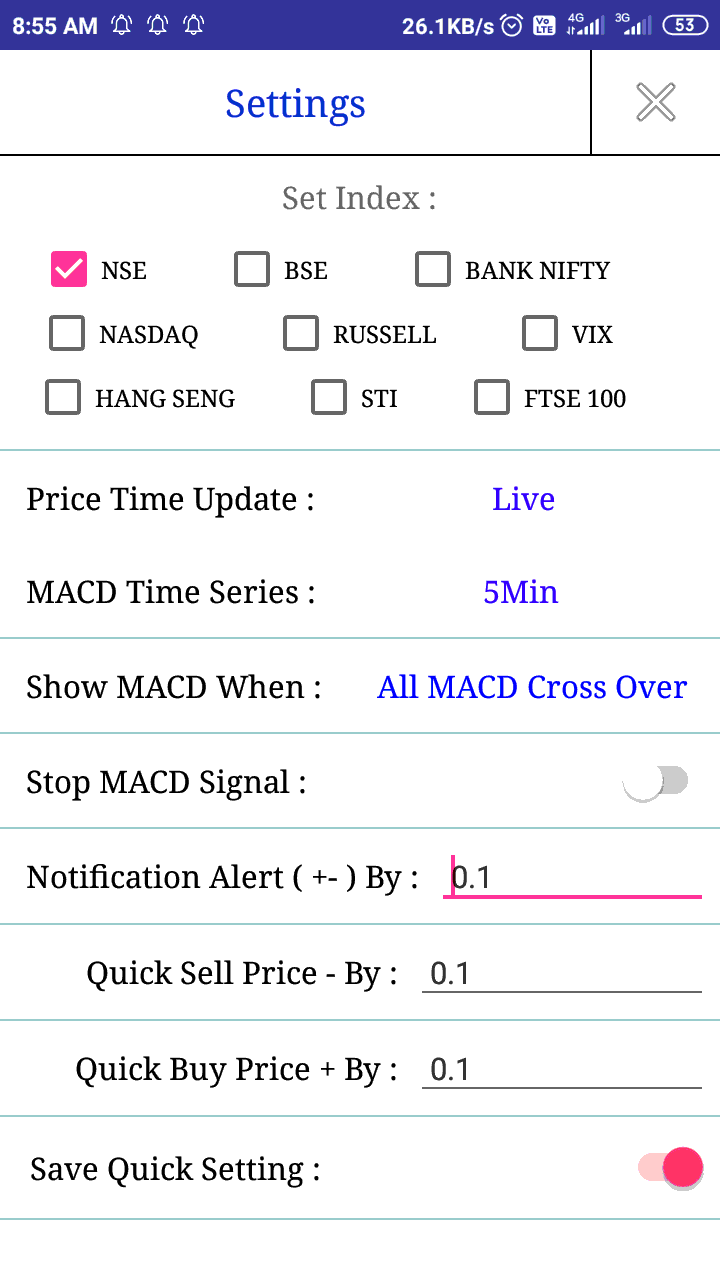 8:55 AM 26.1KB/s Vo LTE 4G 3G 53
Settings
Set Index :
NSE BSE BANK NIFTY
NASDAQ RUSSELL VIX
HANG SENG STI FTSE 100
Price Time Update : Live
MACD Time Series : 5Min
Show MACD When : All MACD Cross Over
Stop MACD Signal :
Notification Alert ( +- ) By : 0.1
Quick Sell Price - By : 0.1
Quick Buy Price + By : 0.1
Save Quick Setting :